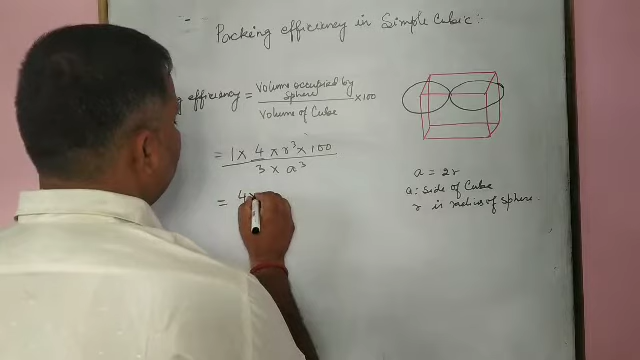 :- Packing efficiency in Simple Cubic :-
efficiency = Volume occupied by sphere / Volume of Cube × 100
= 1 × 4 × r³ × 100 / 3 × a³
= 4×
a = 2r
a: side of Cube
r is radius of sphere.